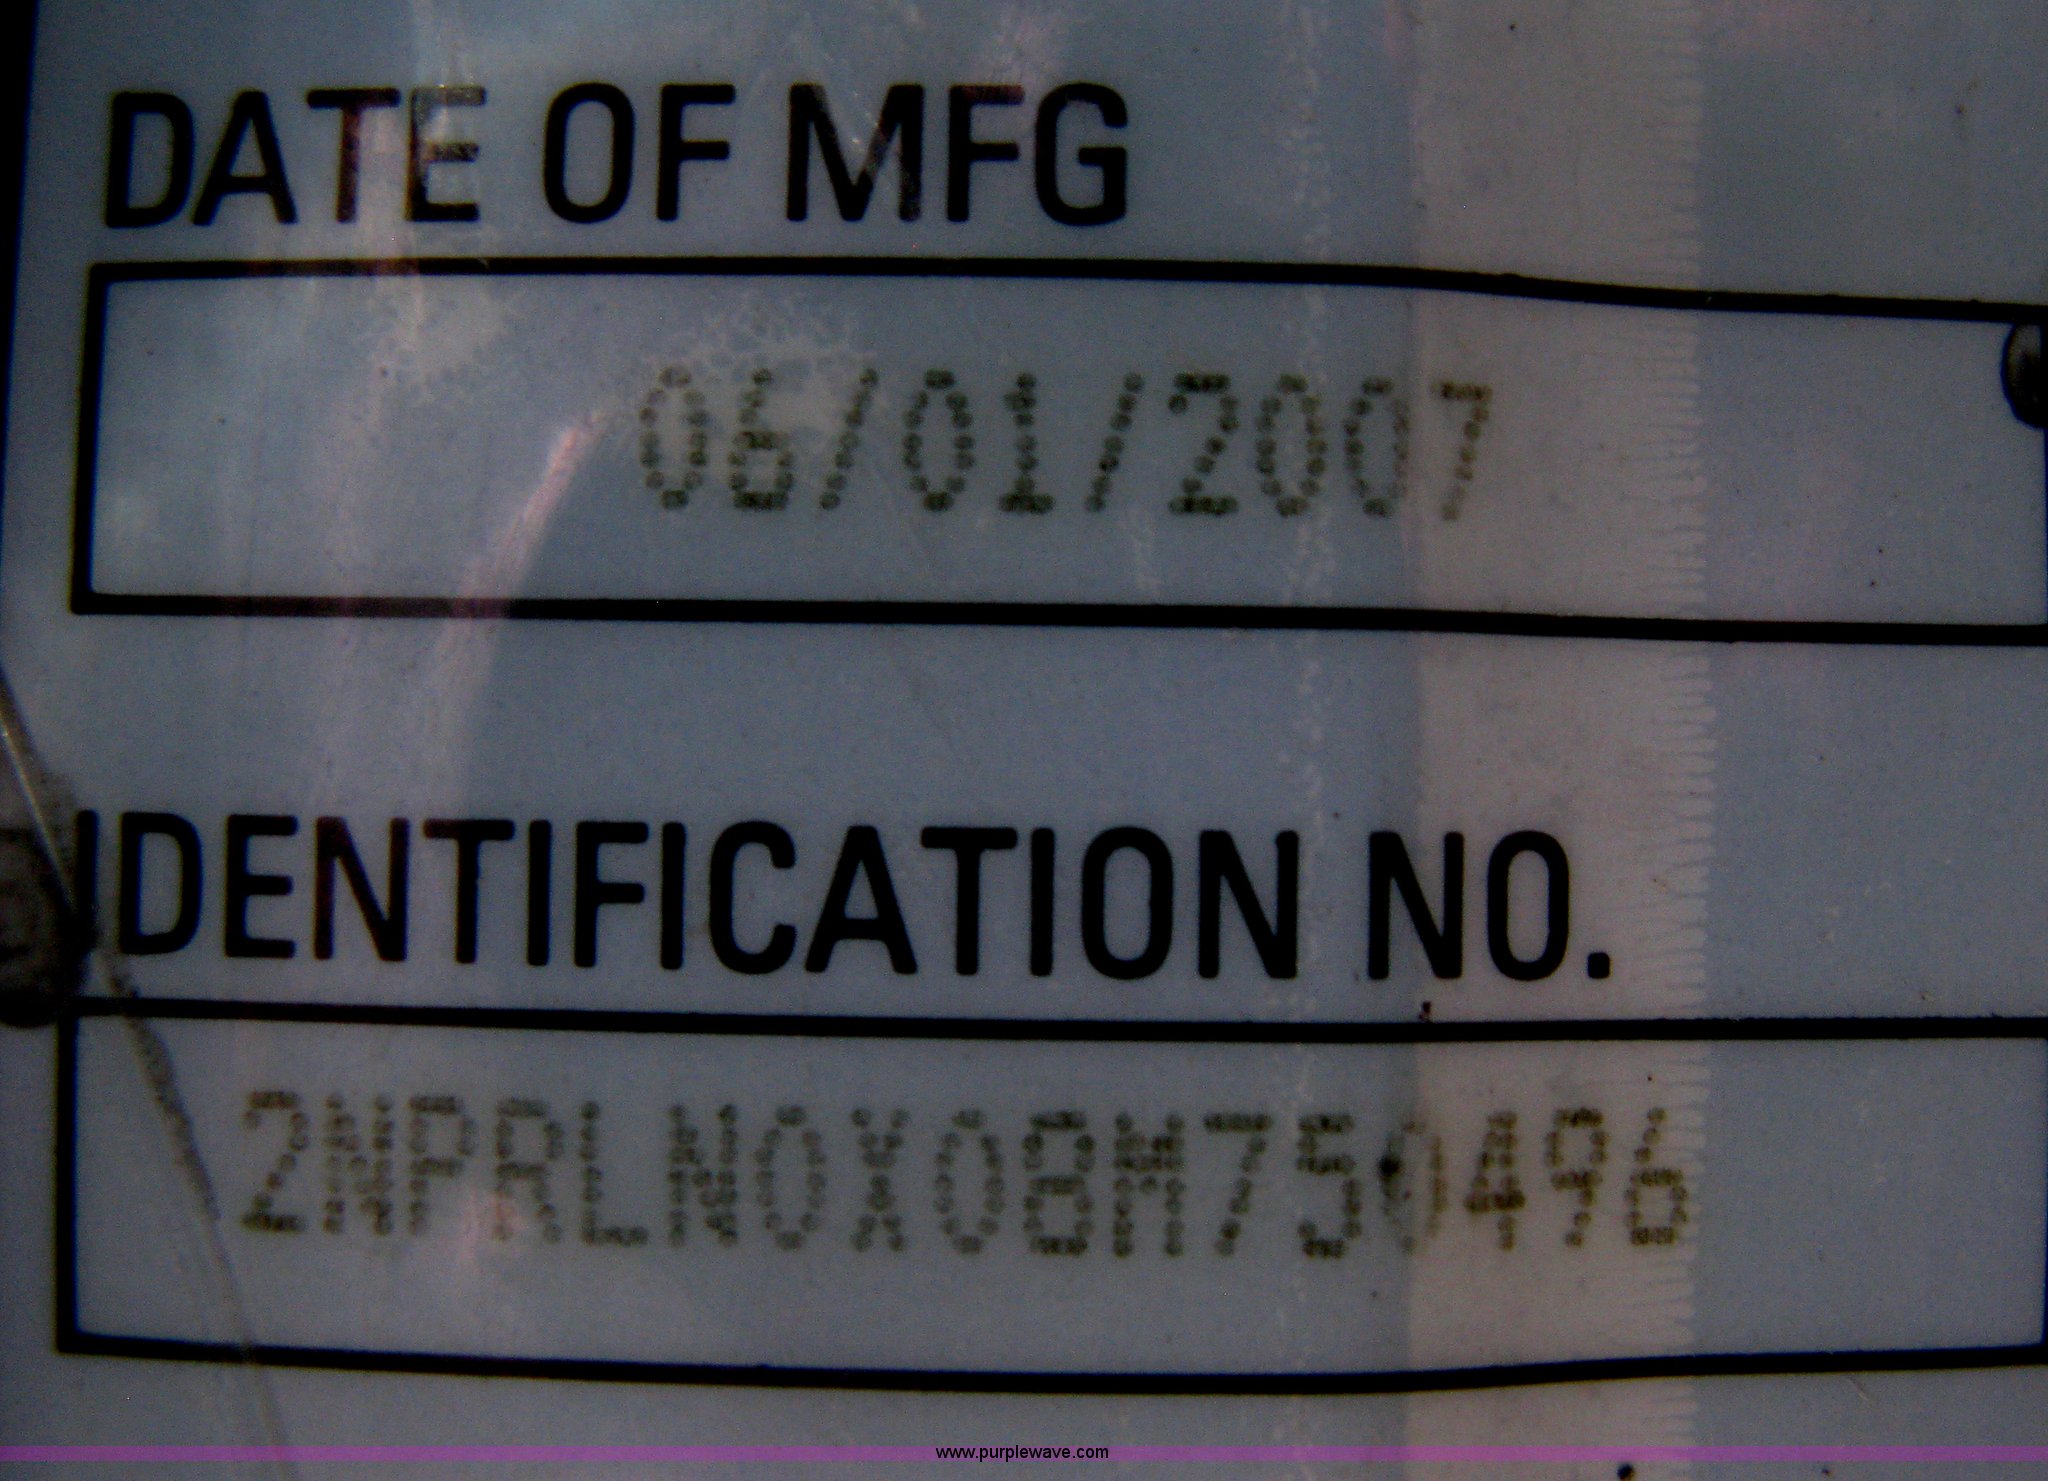 DATE OF MFG
06/01/2007
IDENTIFICATION NO.
2NPRLN0X08M750496
www.purplewave.com